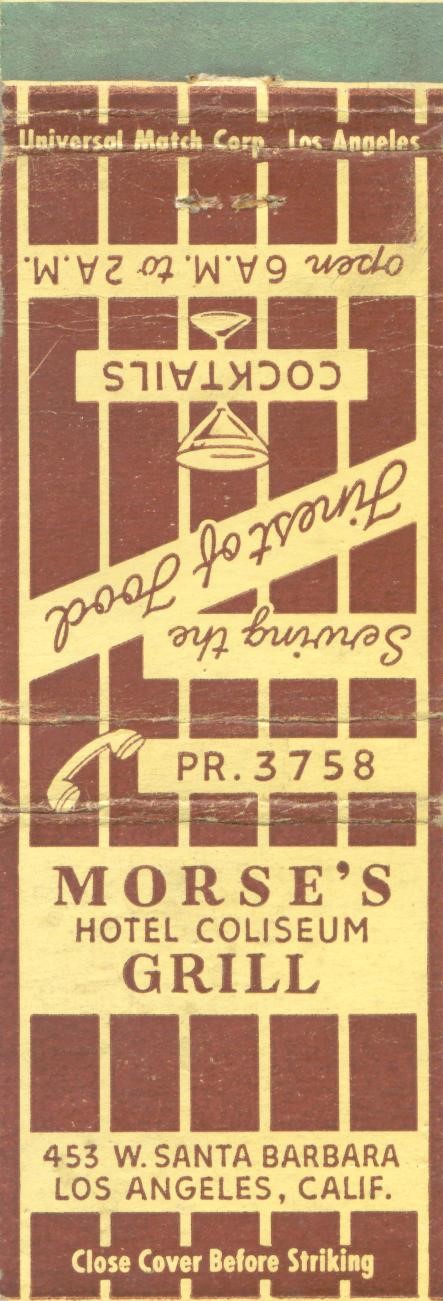 Universal Match Corp., Los Angeles
open 6 A.M. to 2 A.M.
COCKTAILS
Serving the
Finest of Food
PR. 3758
MORSE'S
HOTEL COLISEUM
GRILL
453 W. SANTA BARBARA
LOS ANGELES, CALIF.
Close Cover Before Striking